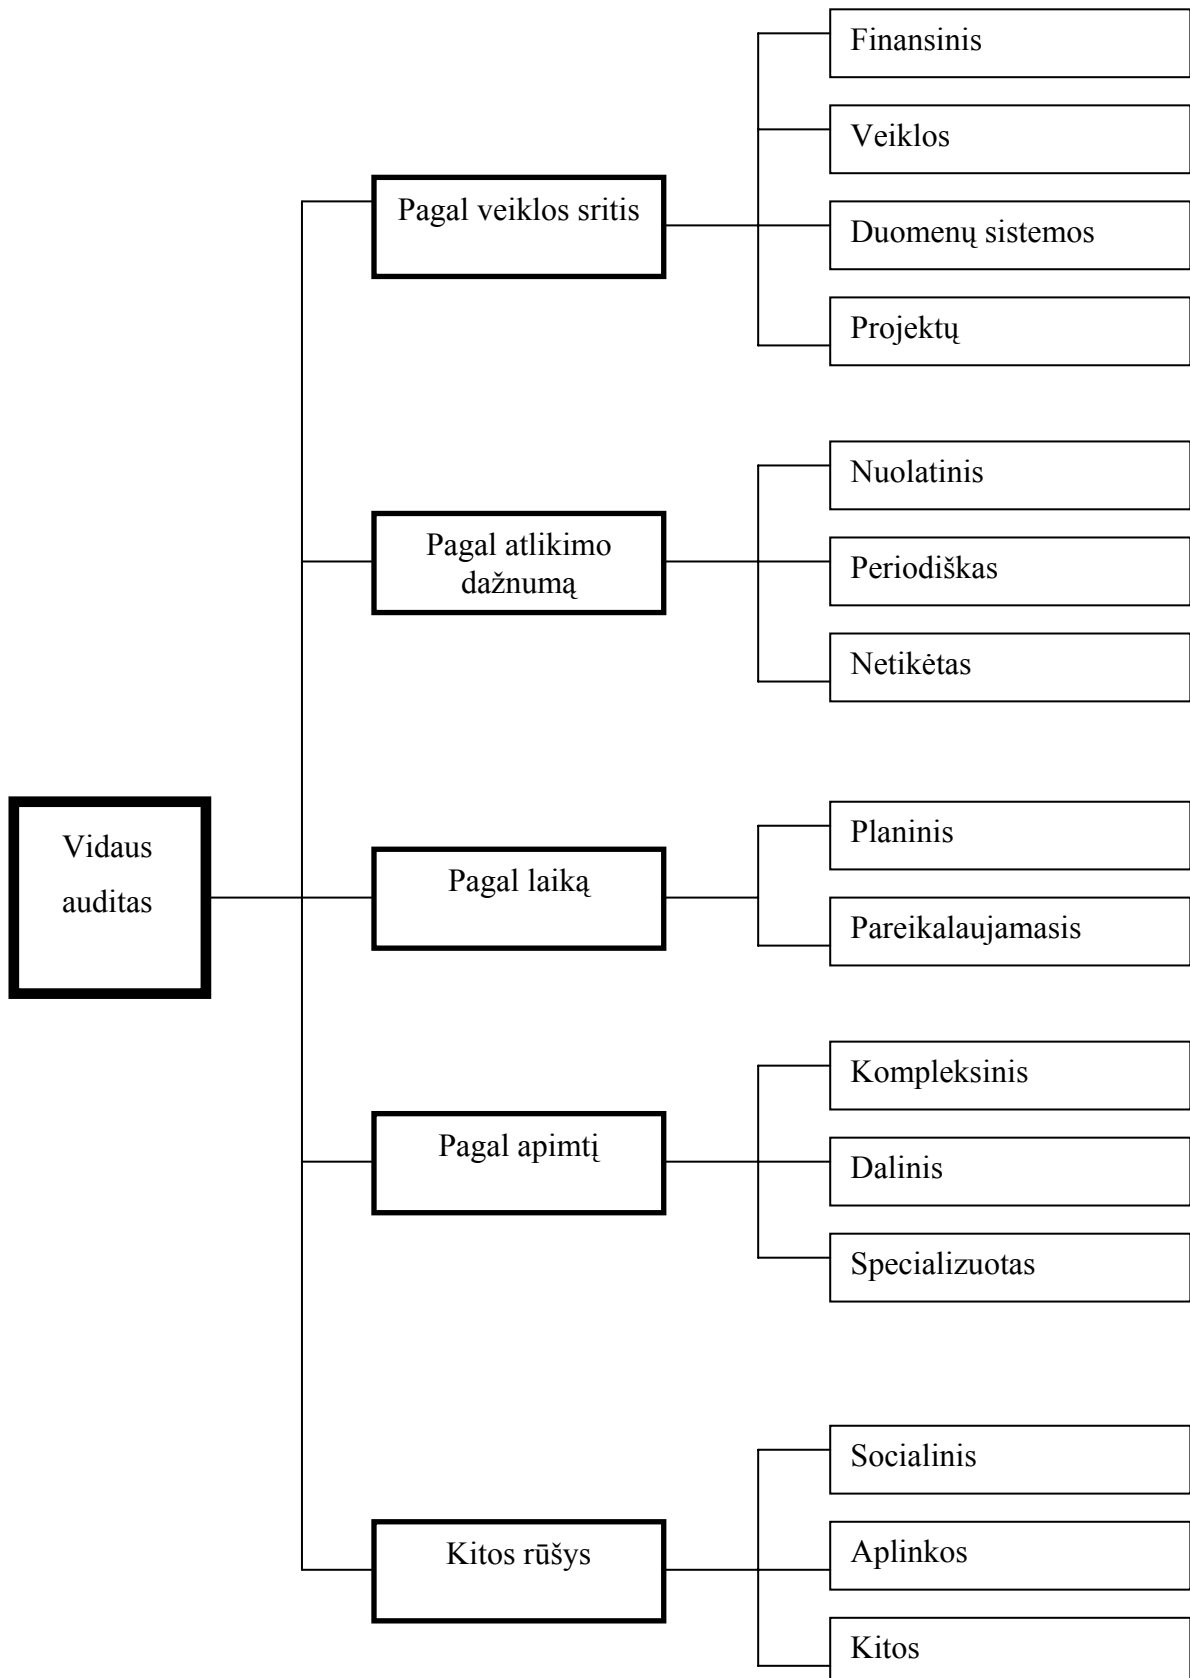 Finansinis
Veiklos
Pagal veiklos sritis
Duomenų sistemos
Projektų
Nuolatinis
Pagal atlikimo
dažnumą
Periodiškas
Netikėtas
Vidaus
auditas
Planinis
Pagal laiką
Pareikalaujamasis
Kompleksinis
Pagal apimtį
Dalinis
Specializuotas
Socialinis
Kitos rūšys
Aplinkos
Kitos